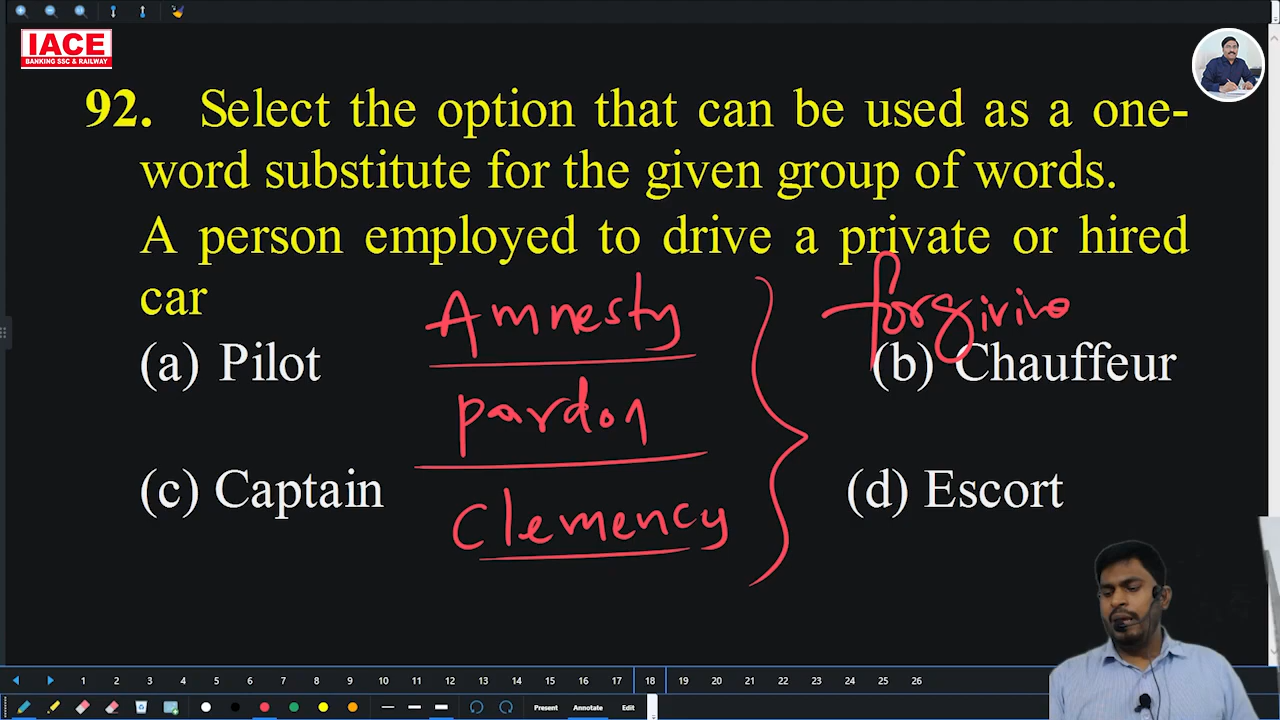 IACE
BANKING SSC & RAILWAY
92. Select the option that can be used as a one-
word substitute for the given group of words.
A person employed to drive a private or hired
car
Amnesty
forgivive
(a) Pilot
(b) Chauffeur
pardon
(c) Captain
(d) Escort
Clemency
1 2 3 4 5 6 7 8 9 10 11 12 13 14 15 16 17 18 19 20 21 22 23 24 25 26
Present Annotate Edit